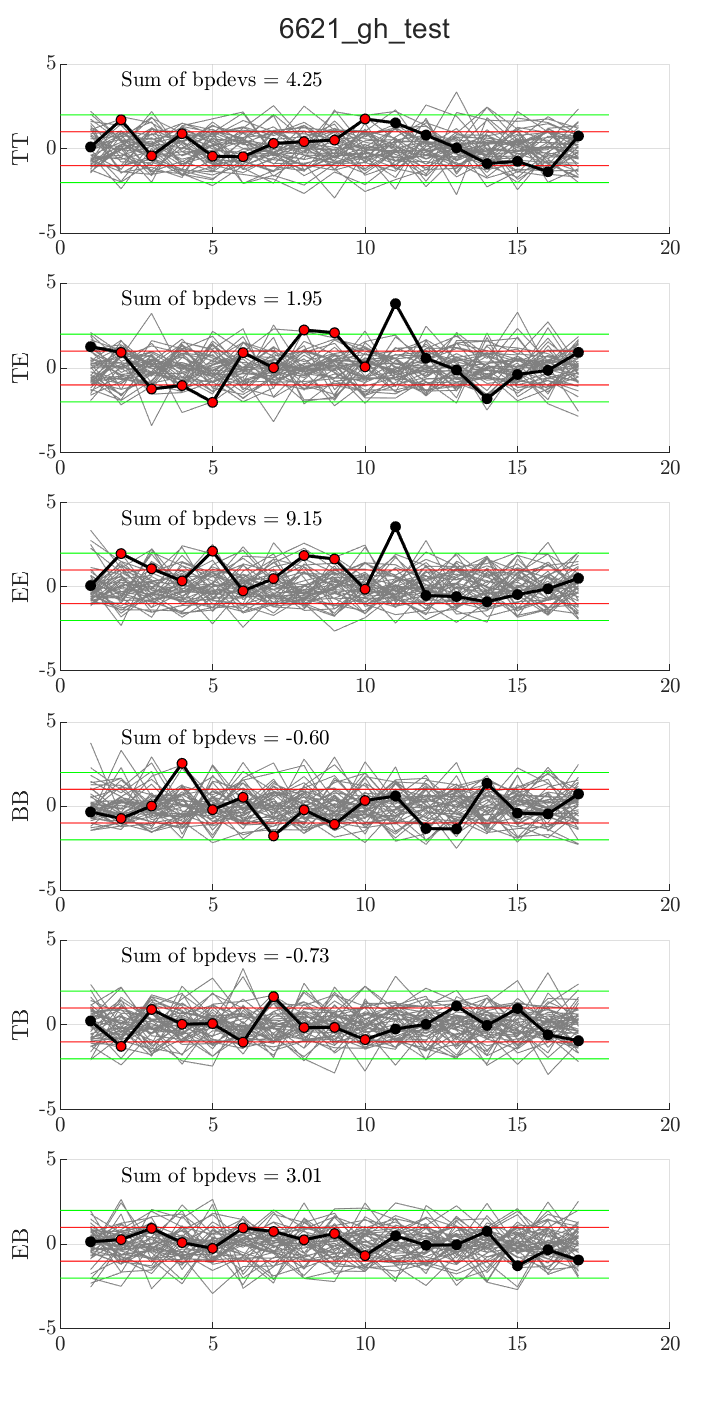 6621_gh_test
5
Sum of bpdevs = 4.25
TT
0
-5
0 5 10 15 20
5
Sum of bpdevs = 1.95
TE
0
-5
0 5 10 15 20
5
Sum of bpdevs = 9.15
EE
0
-5
0 5 10 15 20
5
Sum of bpdevs = -0.60
BB
0
-5
0 5 10 15 20
5
Sum of bpdevs = -0.73
TB
0
-5
0 5 10 15 20
5
Sum of bpdevs = 3.01
EB
0
-5
0 5 10 15 20